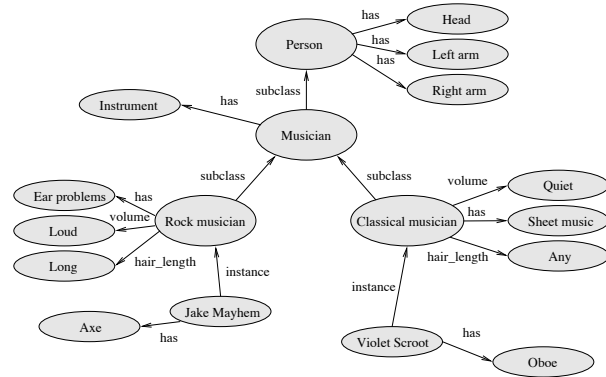 Head
has
Person
has
Left arm
has
Right arm
subclass
Instrument
has
Musician
subclass
subclass
Ear problems
has
volume
Quiet
Loud
volume
Rock musician
Classical musician
has
Sheet music
Long
hair_length
hair_length
Any
instance
instance
Jake Mayhem
Axe
has
Violet Scroot
has
Oboe